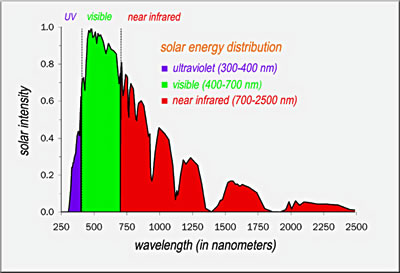 UV visible near infrared
solar energy distribution
ultraviolet (300-400 nm)
visible (400-700 nm)
near infrared (700-2500 nm)
solar intensity
1.0
0.8
0.6
0.4
0.2
0.0
250 500 750 1000 1250 1500 1750 2000 2250 2500
wavelength (in nanometers)